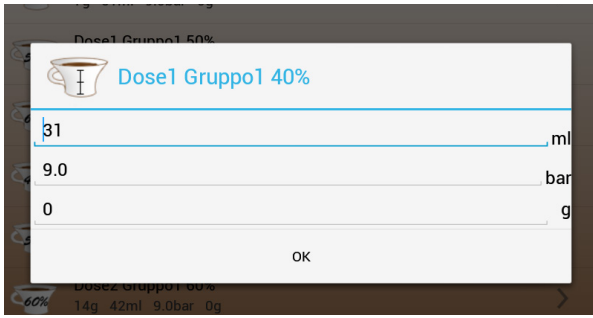 Dose1 Gruppo1 50%
Dose1 Gruppo1 40%
31 ml
9.0 bar
0 g
OK
Dose2 Gruppo1 60%
60%
14g 42ml 9.0bar 0g